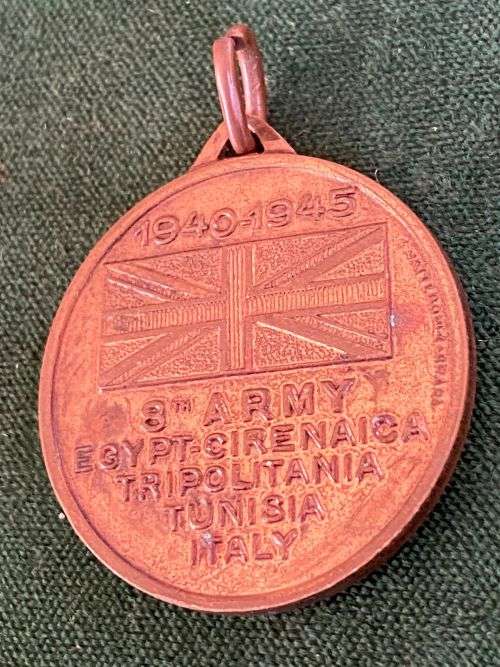 1940-1945
8TH ARMY
EGYPT-CIRENAICA
TRIPOLITANIA
TUNISIA
ITALY